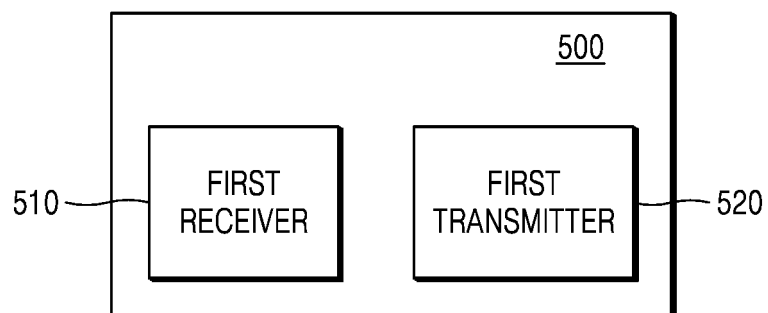 500
510
FIRST
RECEIVER
FIRST
TRANSMITTER
520